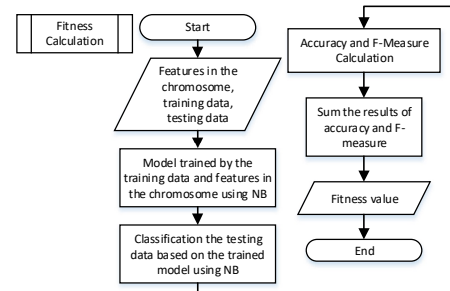 Fitness
Calculation
Start
Features in the
chromosome,
training data,
testing data
Model trained by the
training data and features in
the chromosome using NB
Classification the testing
data based on the trained
model using NB
Accuracy and F-Measure
Calculation
Sum the results of
accuracy and F-
measure
Fitness value
End